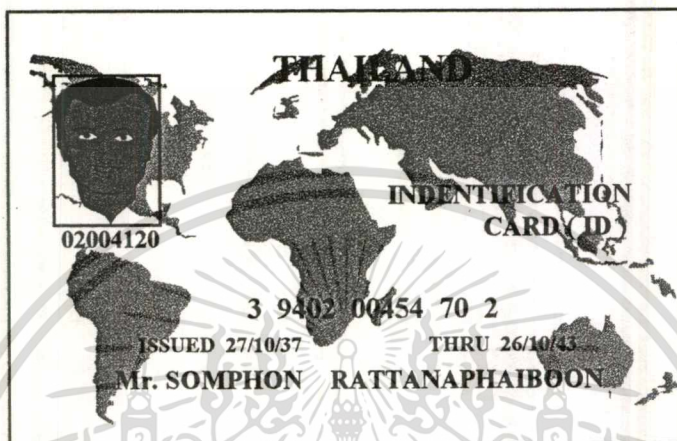 THAILAND
INDENTIFICATION
CARD ( ID )
02004120
3 9402 00454 70 2
ISSUED 27/10/37 THRU 26/10/43
Mr. SOMPHON RATTANAPHAIBOON